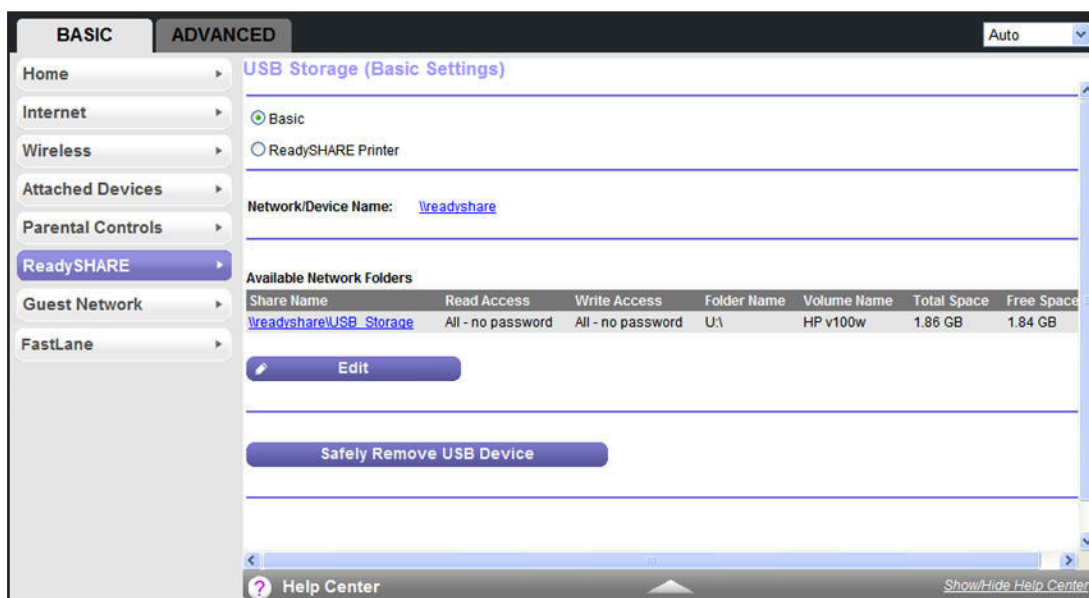 BASIC ADVANCED Auto
Home
Internet
Wireless
Attached Devices
Parental Controls
ReadySHARE
Guest Network
FastLane
USB Storage (Basic Settings)
Basic
ReadySHARE Printer
Network/Device Name: \\readyshare
Available Network Folders
Share Name Read Access Write Access Folder Name Volume Name Total Space Free Space
\\readyshare\USB_Storage All - no password All - no password U:\ HP v100w 1.86 GB 1.84 GB
Edit
Safely Remove USB Device
? Help Center Show/Hide Help Center